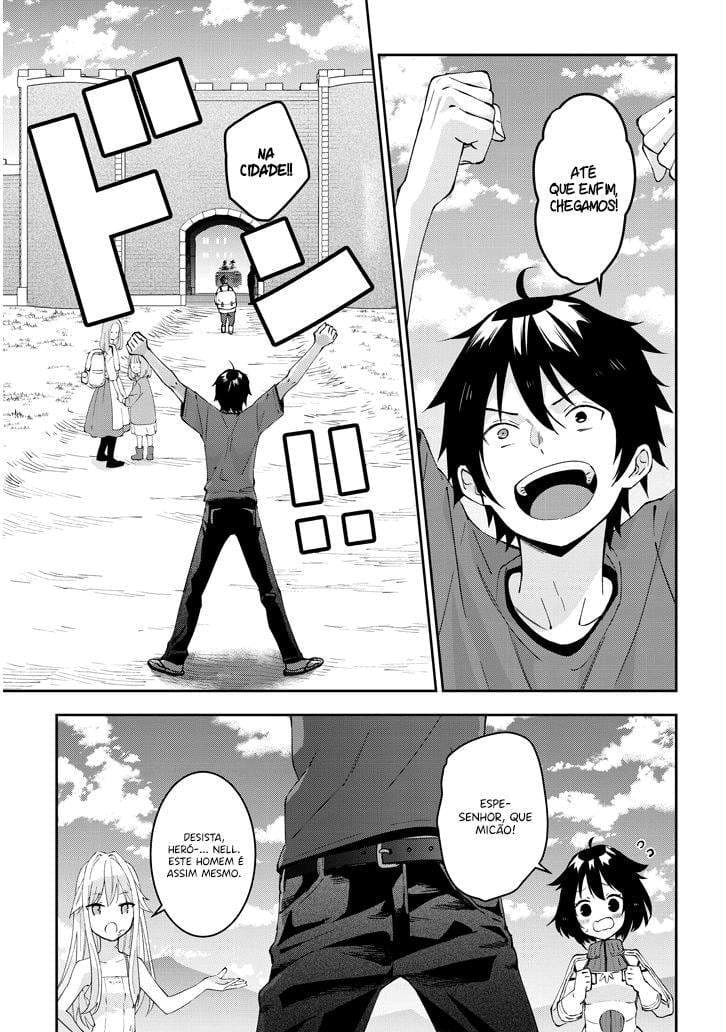 ATÉ
QUE ENFIM,
CHEGAMOS!
NA
CIDADE!!
ドン
!!
ESPE-
SENHOR, QUE
MICÃO!
DESISTA,
HERÓ-... NELL.
ESTE HOMEM É
ASSIM MESMO.